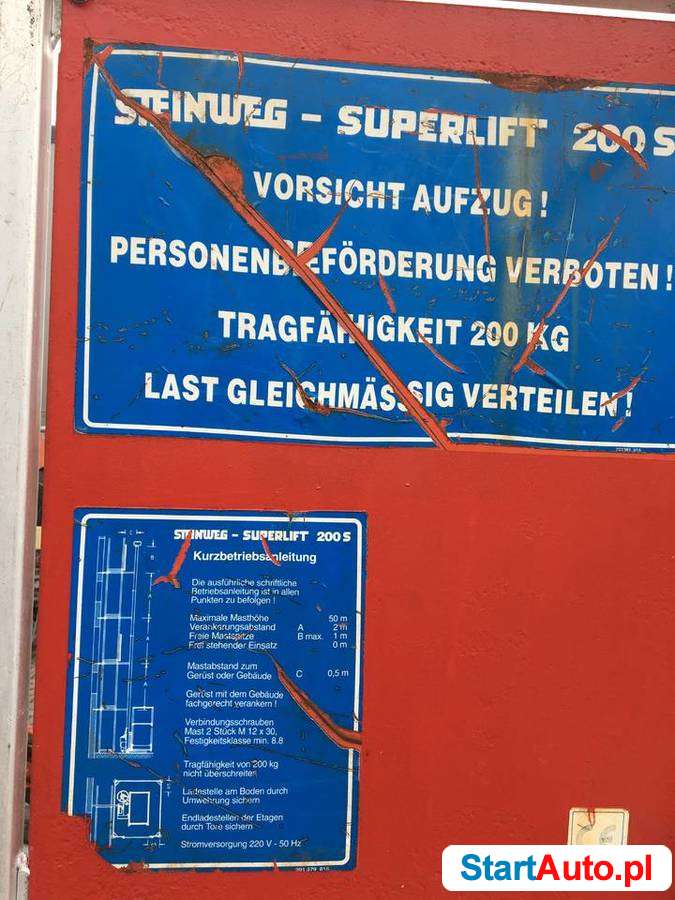 STEINWEG – SUPERLIFT 200 S
VORSICHT AUFZUG !
PERSONENBEFÖRDERUNG VERBOTEN !
TRAGFÄHIGKEIT 200 KG
LAST GLEICHMÄSSIG VERTEILEN !
STEINWEG – SUPERLIFT 200 S
Kurzbetriebsanleitung
Die ausführliche schriftliche
Betriebsanleitung ist in allen
Punkten zu befolgen !
Maximale Masthöhe 50 m
Verankerungsabstand A 2 m
Freie Mastspitze B max. 1 m
Frei stehender Einsatz 0 m
Mastabstand zum
Gerüst oder Gebäude C 0,5 m
Gerüst mit dem Gebäude
fachgerecht verankern !
Verbindungsschrauben
Mast 2 Stück M 12 x 30,
Festigkeitsklasse min. 8.8
Tragfähigkeit von 200 kg
nicht überschreiten
Ladestelle am Boden durch
Umwehrung sichern
Endladestellen der Etagen
durch Tore sichern
Stromversorgung 220 V - 50 Hz
StartAuto.pl